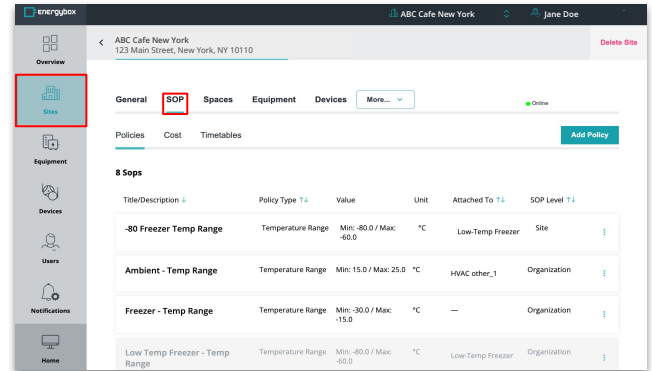 energybox
ABC Cafe New York
Jane Doe
Overview
ABC Cafe New York
123 Main Street, New York, NY 10110
Delete Site
Sites
General SOP Spaces Equipment Devices More...
Online
Policies Cost Timetables
Add Policy
Equipment
8 Sops
Title/Description ↓ Policy Type ↑↓ Value Unit Attached To ↑↓ SOP Level ↑↓
Devices
-80 Freezer Temp Range Temperature Range Min: -80.0 / Max: °C Low-Temp Freezer Site
-60.0
Users
Ambient - Temp Range Temperature Range Min: 15.0 / Max: 25.0 °C HVAC other_1 Organization
Notifications
Freezer - Temp Range Temperature Range Min: -30.0 / Max: °C — Organization
-15.0
Home
Low Temp Freezer - Temp Temperature Range Min: -80.0 / Max: °C Low-Temp Freezer Organization
Range -60.0